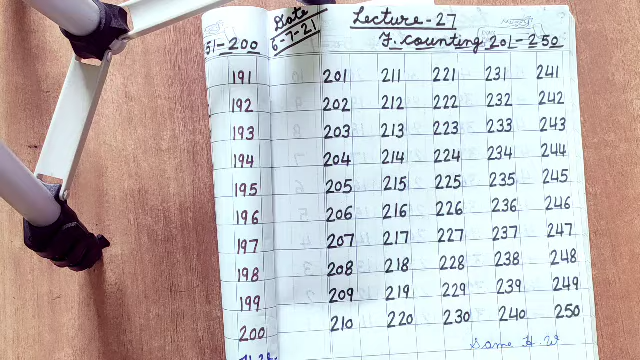 51-200
191
192
193
194
195
196
197
198
199
200
Date
6-7-21
Lecture-27
F. counting 201-250
201 211 221 231 241
202 212 222 232 242
203 213 223 233 243
204 214 224 234 244
205 215 225 235 245
206 216 226 236 246
207 217 227 237 247
208 218 228 238 248
209 219 229 239 249
210 220 230 240 250
Same H.W